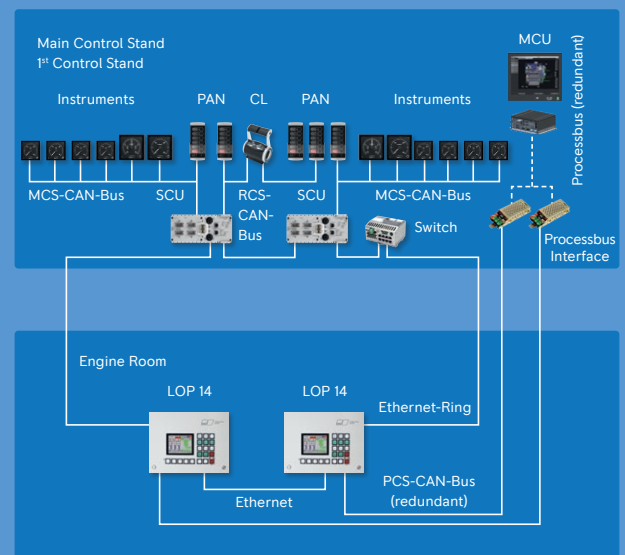 Main Control Stand
1st Control Stand
MCU
Processbus (redundant)
Instruments
PAN
CL
PAN
Instruments
MCS-CAN-Bus
SCU
RCS-
CAN-
Bus
SCU
MCS-CAN-Bus
Switch
Processbus
Interface
Engine Room
LOP 14
LOP 14
Ethernet-Ring
Ethernet
PCS-CAN-Bus
(redundant)